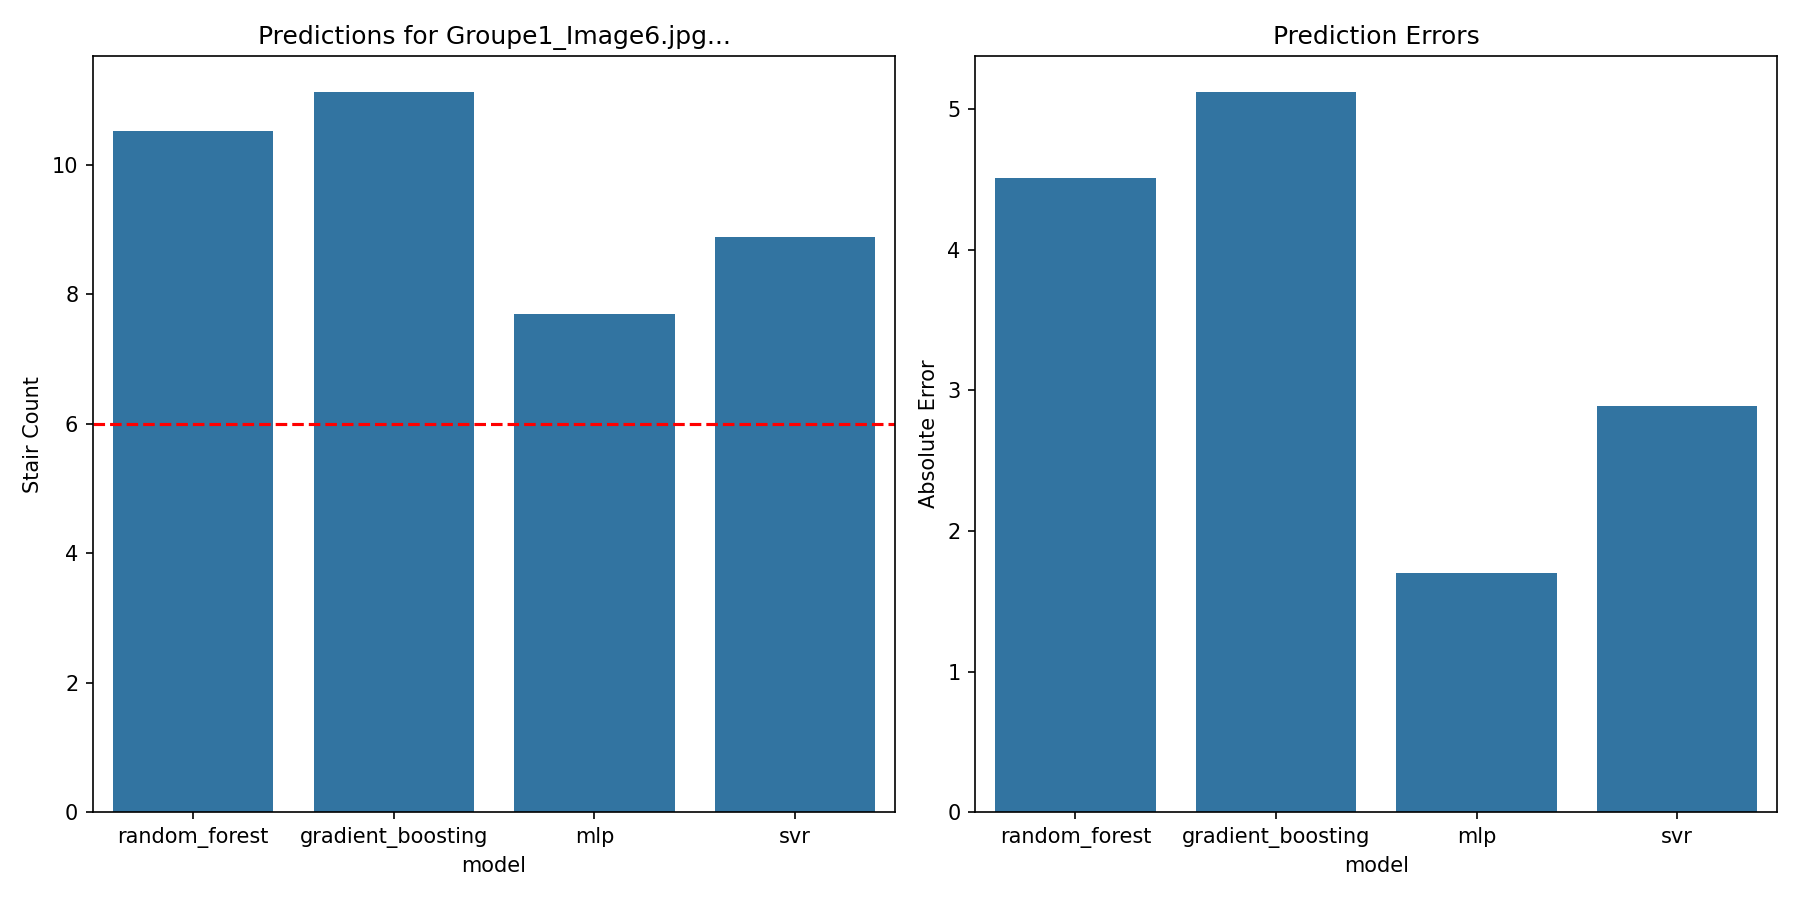 Predictions for Groupe1_Image6.jpg...
Stair Count
10
8
6
4
2
0
random_forest gradient_boosting mlp svr
model
Prediction Errors
Absolute Error
5
4
3
2
1
0
random_forest gradient_boosting mlp svr
model